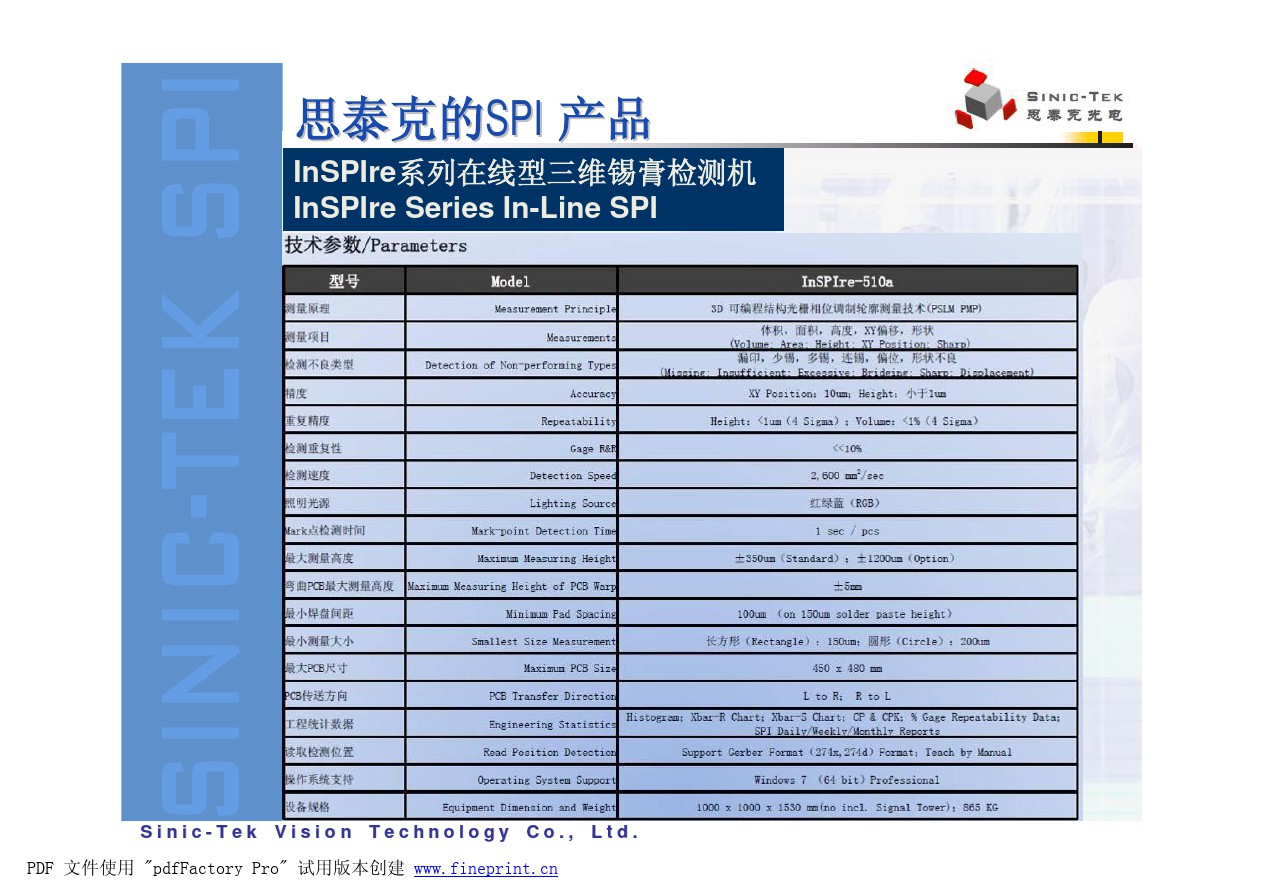 SINIC-TEK SPI
思泰克的SPI 产品
SINIC-TEK
思泰克光电
InSPIre系列在线型三维锡膏检测机
InSPIre Series In-Line SPI
技术参数/Parameters
型号 Model InSPIre-510a
测量原理 Measurement Principle 3D 可编程结构光栅相位调制轮廓测量技术(PSLM PMP)
测量项目 Measurements 体积，面积，高度，XY偏移，形状
(Volume; Area; Height; XY Position; Sharp)
检测不良类型 Detection of Non-performing Types 漏印，少锡，多锡，连锡，偏位，形状不良
(Missing; Insufficient; Excessive; Bridging; Sharp; Displacement)
精度 Accuracy XY Position：10um；Height：小于1um
重复精度 Repeatability Height：<1um（4 Sigma）；Volume：<1%（4 Sigma）
检测重复性 Gage R&R <<10%
检测速度 Detection Speed 2,600 mm²/sec
照明光源 Lighting Source 红绿蓝（RGB）
Mark点检测时间 Mark-point Detection Time 1 sec / pcs
最大测量高度 Maximum Measuring Height ±350um（Standard）；±1200um（Option）
弯曲PCB最大测量高度 Maximum Measuring Height of PCB Warp ±5mm
最小焊盘间距 Minimum Pad Spacing 100um （on 150um solder paste height）
最小测量大小 Smallest Size Measurement 长方形（Rectangle）：150um；圆形（Circle）：200um
最大PCB尺寸 Maximum PCB Size 450 x 480 mm
PCB传送方向 PCB Transfer Direction L to R； R to L
工程统计数据 Engineering Statistics Histogram；Xbar-R Chart；Xbar-S Chart；CP & CPK；% Gage Repeatability Data；
SPI Daily/Weekly/Monthly Reports
读取检测位置 Read Position Detection Support Gerber Format（274x,274d）Format；Teach by Manual
操作系统支持 Operating System Support Windows 7 （64 bit）Professional
设备规格 Equipment Dimension and Weight 1000 x 1000 x 1530 mm(no incl. Signal Tower)；865 KG
Sinic-Tek Vision Technology Co., Ltd.
PDF 文件使用 "pdfFactory Pro" 试用版本创建 www.fineprint.cn